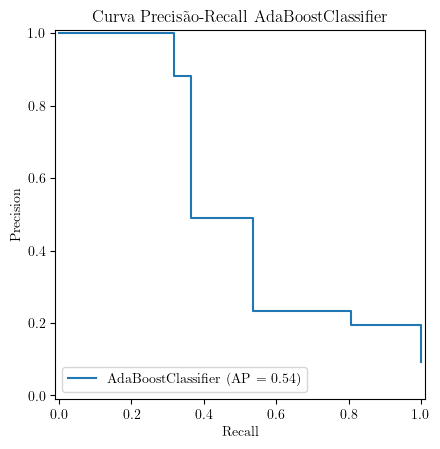 Curva Precisão-Recall AdaBoostClassifier
1.0
0.8
0.6
0.4
0.2
0.0
Precision
AdaBoostClassifier (AP = 0.54)
0.0 0.2 0.4 0.6 0.8 1.0
Recall